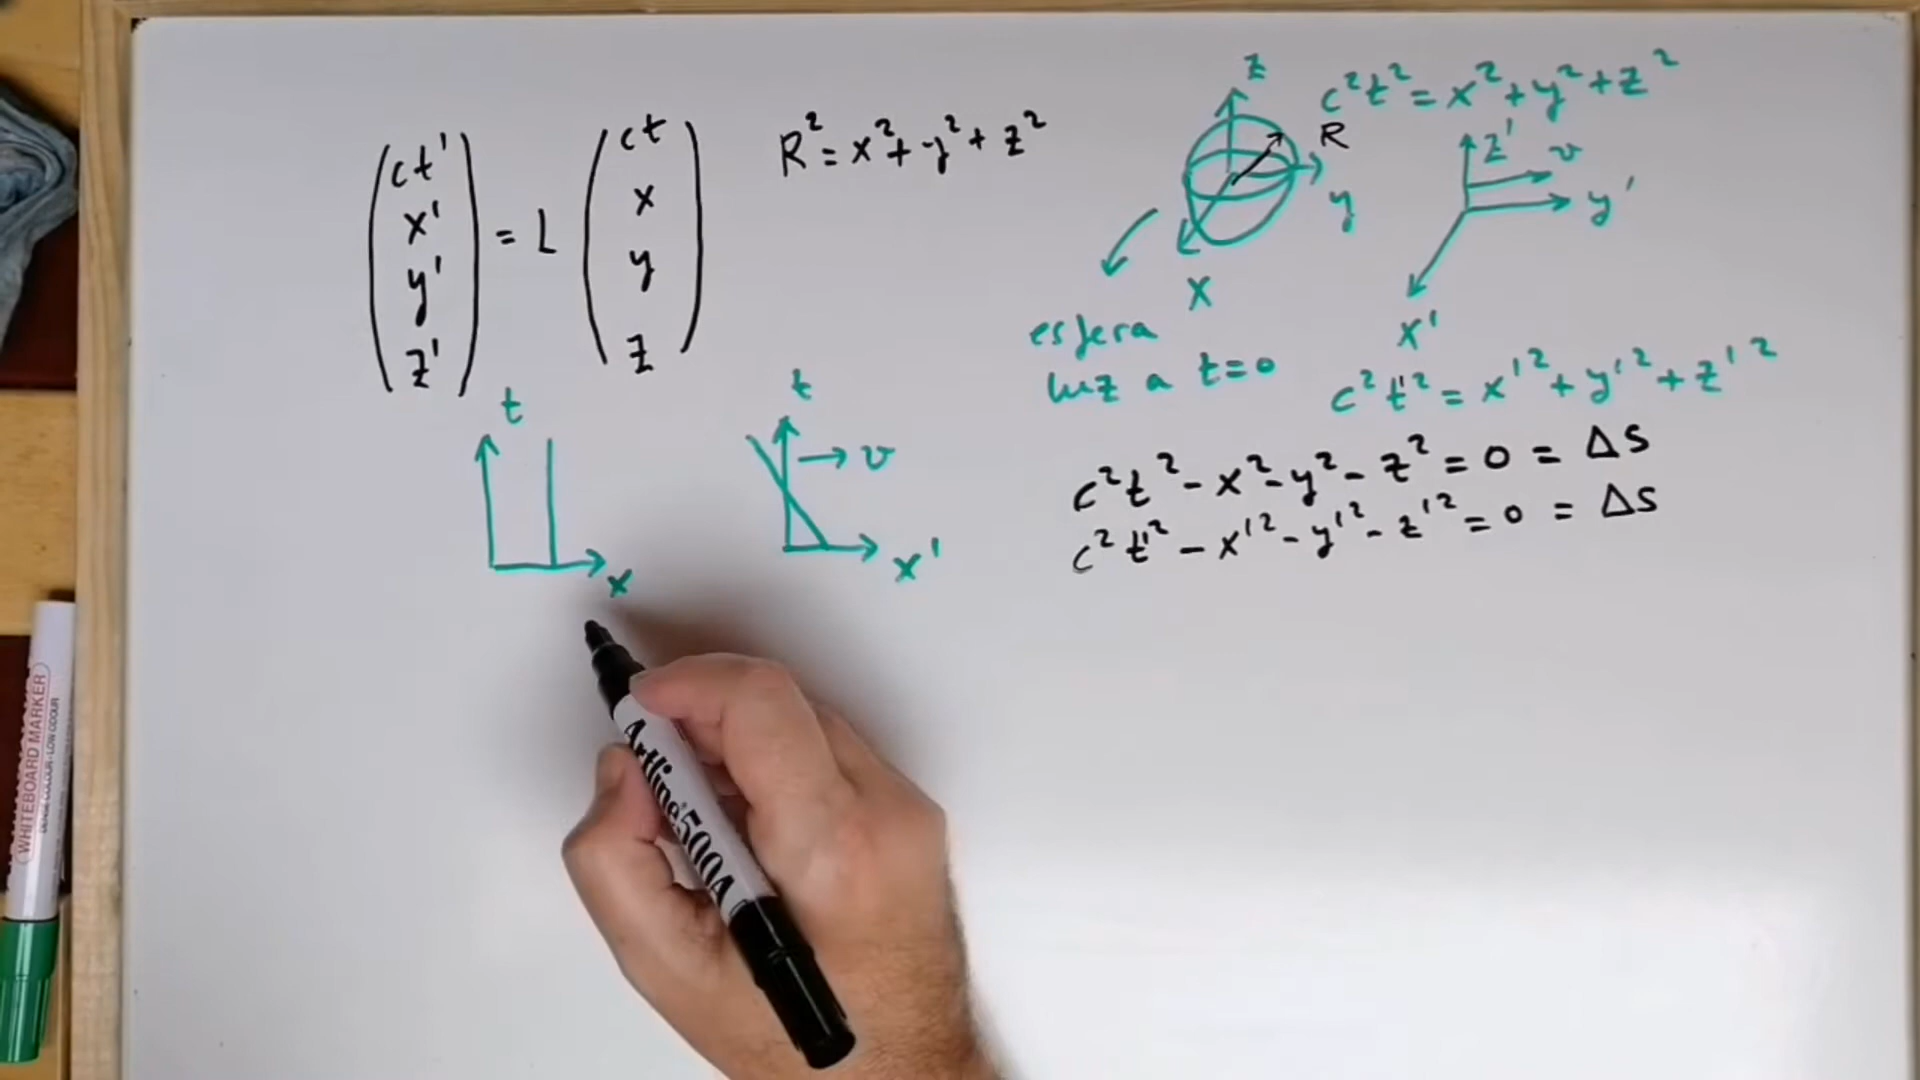 (ct' x' y' z') = L (ct x y z)
R² = x² + y² + z²
z
c²t² = x² + y² + z²
R
y
x
z'
v
y'
x'
esfera
luz a t=0
c²t'² = x'² + y'² + z'²
t
x
t
v
x'
c²t² - x² - y² - z² = 0 = Δs
c²t'² - x'² - y'² - z'² = 0 = Δs
WHITEBOARD MARKER
Artline 500A